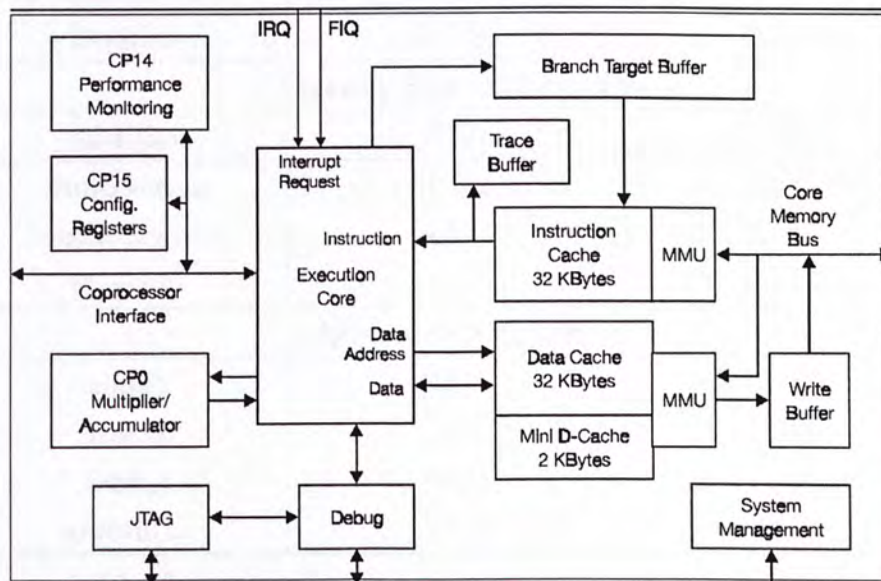 IRQ
FIQ
CP14
Performance
Monitoring
Branch Target Buffer
Trace
Buffer
CP15
Config.
Registers
Interrupt
Request
Instruction
Execution
Core
Instruction
Cache
32 KBytes
MMU
Core
Memory
Bus
Coprocessor
Interface
Data
Address
Data
Data Cache
32 KBytes
MMU
Write
Buffer
CP0
Multiplier/
Accumulator
Mini D-Cache
2 KBytes
JTAG
Debug
System
Management